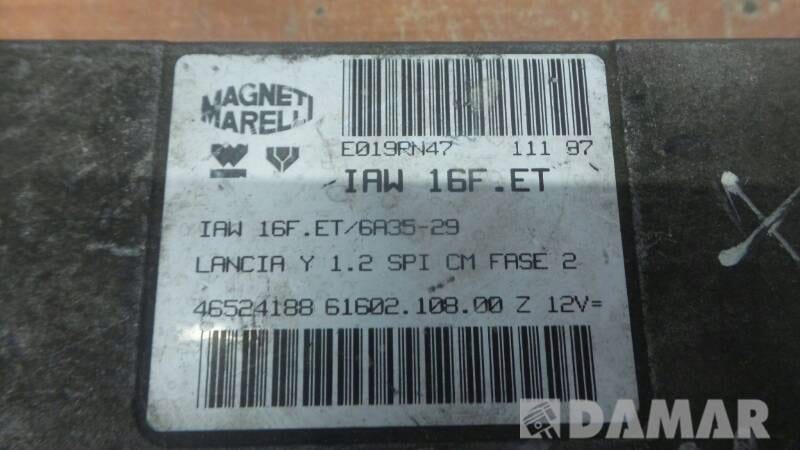 MAGNETI
MARELLI
E019RN47 111 97
IAW 16F.ET
IAW 16F.ET/6A35-29
LANCIA Y 1.2 SPI CM FASE 2
46524188 61602.108.00 Z 12V=
DAMAR